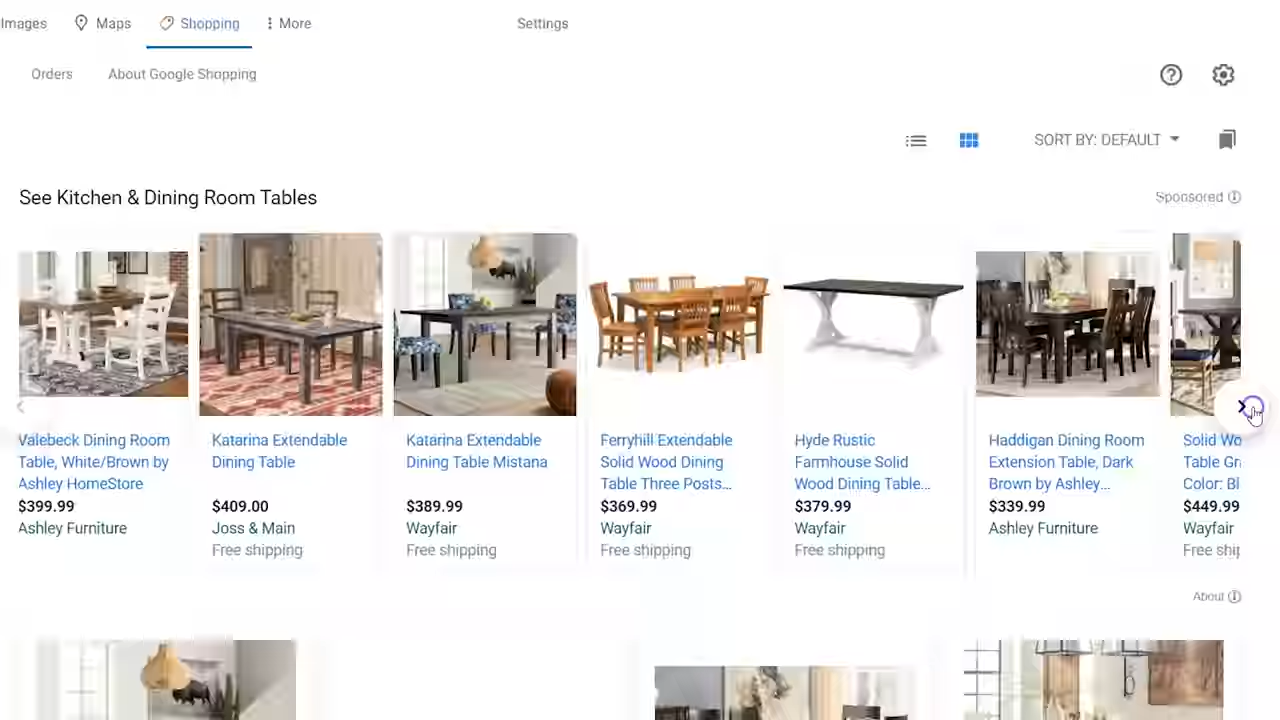 Images Maps Shopping More Settings
Orders About Google Shopping
SORT BY: DEFAULT
See Kitchen & Dining Room Tables
Sponsored
Valebeck Dining Room
Table, White/Brown by
Ashley HomeStore
$399.99
Ashley Furniture
Katarina Extendable
Dining Table
$409.00
Joss & Main
Free shipping
Katarina Extendable
Dining Table Mistana
$389.99
Wayfair
Free shipping
Ferryhill Extendable
Solid Wood Dining
Table Three Posts...
$369.99
Wayfair
Free shipping
Hyde Rustic
Farmhouse Solid
Wood Dining Table...
$379.99
Wayfair
Free shipping
Haddigan Dining Room
Extension Table, Dark
Brown by Ashley...
$339.99
Ashley Furniture
Solid Wo
Table Gr
Color: Bl
$449.99
Wayfair
Free ship
About